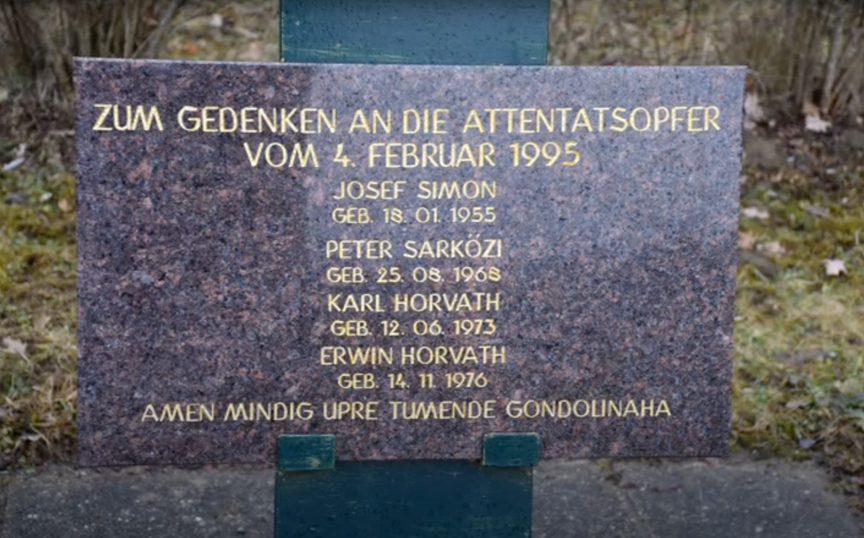 ZUM GEDENKEN AN DIE ATTENTATSOPFER
VOM 4. FEBRUAR 1995
JOSEF SIMON
GEB. 18. 01. 1955
PETER SARKÖZI
GEB. 25. 08. 1968
KARL HORVATH
GEB. 12. 06. 1973
ERWIN HORVATH
GEB. 14. 11. 1976
AMEN MINDIG UPRE TUMENDE GONDOLINAHA